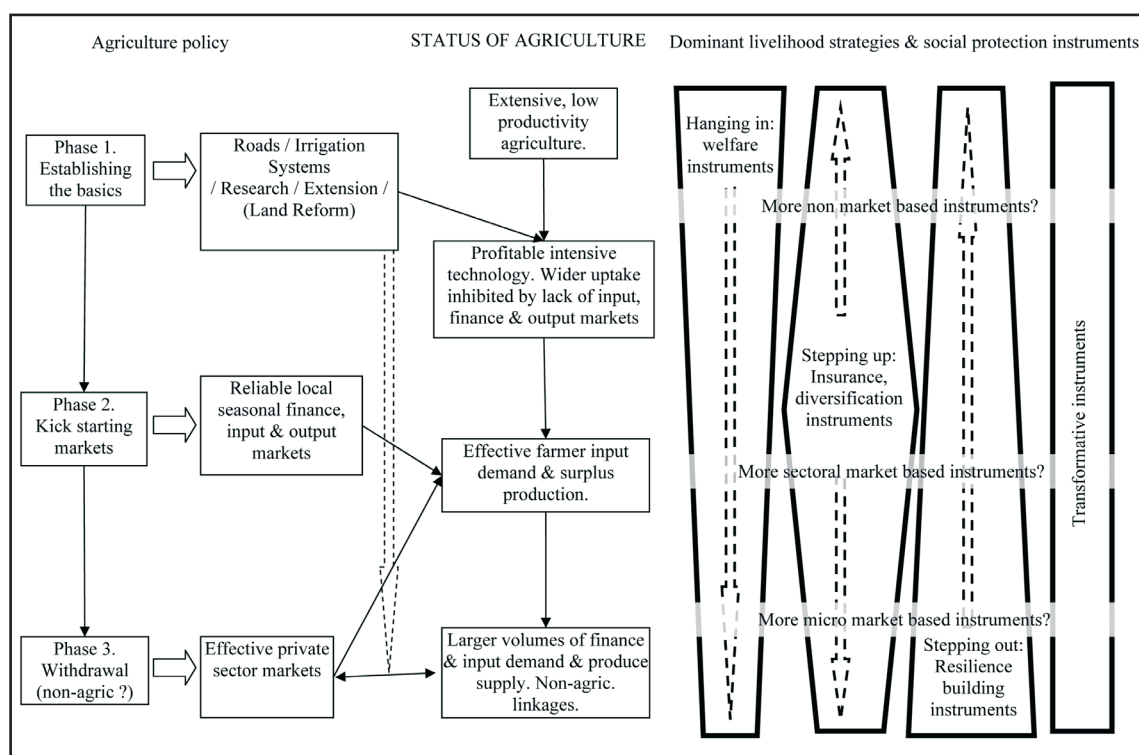 Agriculture policy
STATUS OF AGRICULTURE
Dominant livelihood strategies & social protection instruments
Phase 1.
Establishing
the basics
Roads / Irrigation
Systems
/ Research / Extension /
(Land Reform)
Extensive, low
productivity
agriculture.
Profitable intensive
technology. Wider uptake
inhibited by lack of input,
finance & output markets
Phase 2.
Kick starting
markets
Reliable local
seasonal finance,
input & output
markets
Effective farmer input
demand & surplus
production.
Phase 3.
Withdrawal
(non-agric ?)
Effective private
sector markets
Larger volumes of finance
& input demand & produce
supply. Non-agric.
linkages.
Hanging in:
welfare
instruments
More non market based instruments?
Stepping up:
Insurance,
diversification
instruments
More sectoral market based instruments?
More micro market based instruments?
Stepping out:
Resilience
building
instruments
Transformative instruments